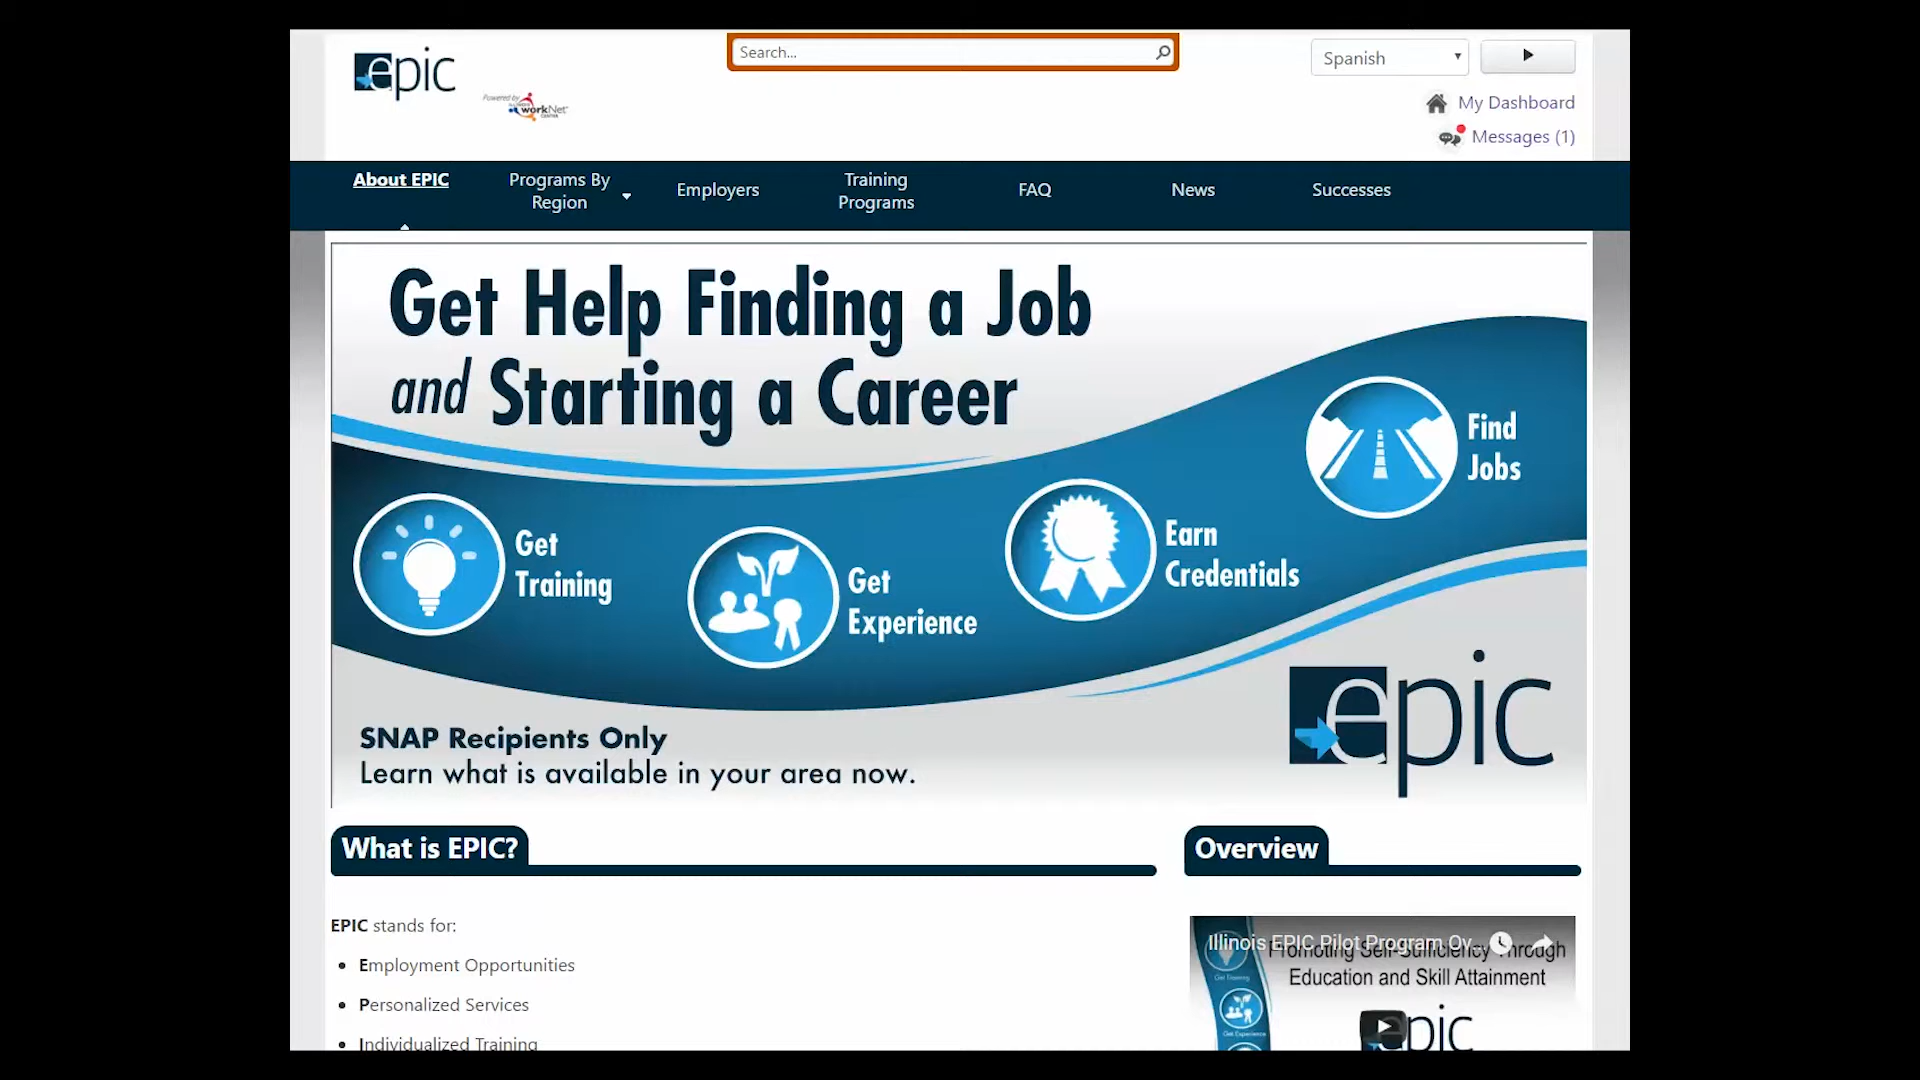 epic
Powered by
workNet
CENTER
Search...
Spanish
My Dashboard
Messages (1)
About EPIC
Programs By
Region
Employers
Training
Programs
FAQ
News
Successes
Get Help Finding a Job
and Starting a Career
Find
Jobs
Get
Training
Get
Experience
Earn
Credentials
epic
SNAP Recipients Only
Learn what is available in your area now.
What is EPIC?
Overview
EPIC stands for:
• Employment Opportunities
• Personalized Services
• Individualized Training
Illinois EPIC Pilot Program Ov...
Promoting Self-Sufficiency Through
Education and Skill Attainment
Get Training
Get Experience
epic